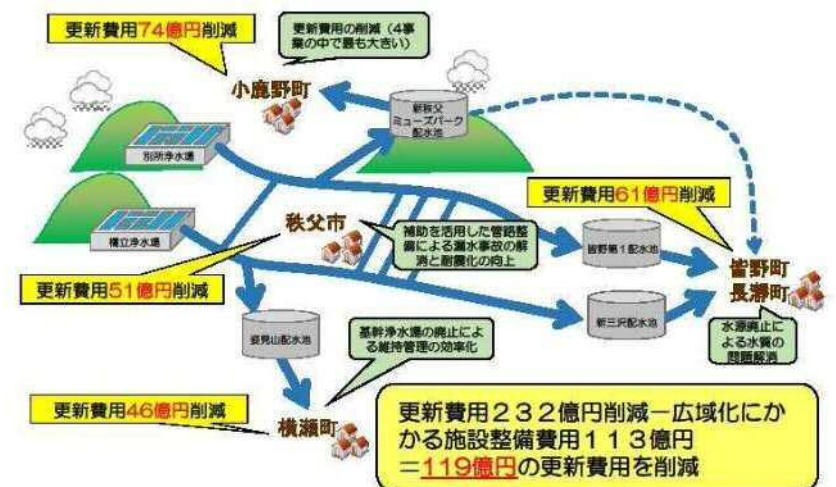 更新費用74億円削減
更新費用の削減（4事
業の中で最も大きい）
小鹿野町
新秩父
ミューズパーク
配水池
別所浄水場
更新費用61億円削減
橋立浄水場
秩父市
補助を活用した管路整
備による漏水事故の解
消と耐震化の向上
皆野第1配水池
皆野町
長瀞町
更新費用51億円削減
姿見山配水池
基幹浄水場の廃止によ
る維持管理の効率化
新三沢配水池
水源廃止に
よる水質の
問題解消
更新費用46億円削減
横瀬町
更新費用２３２億円削減－広域化にか
かる施設整備費用１１３億円
＝119億円の更新費用を削減